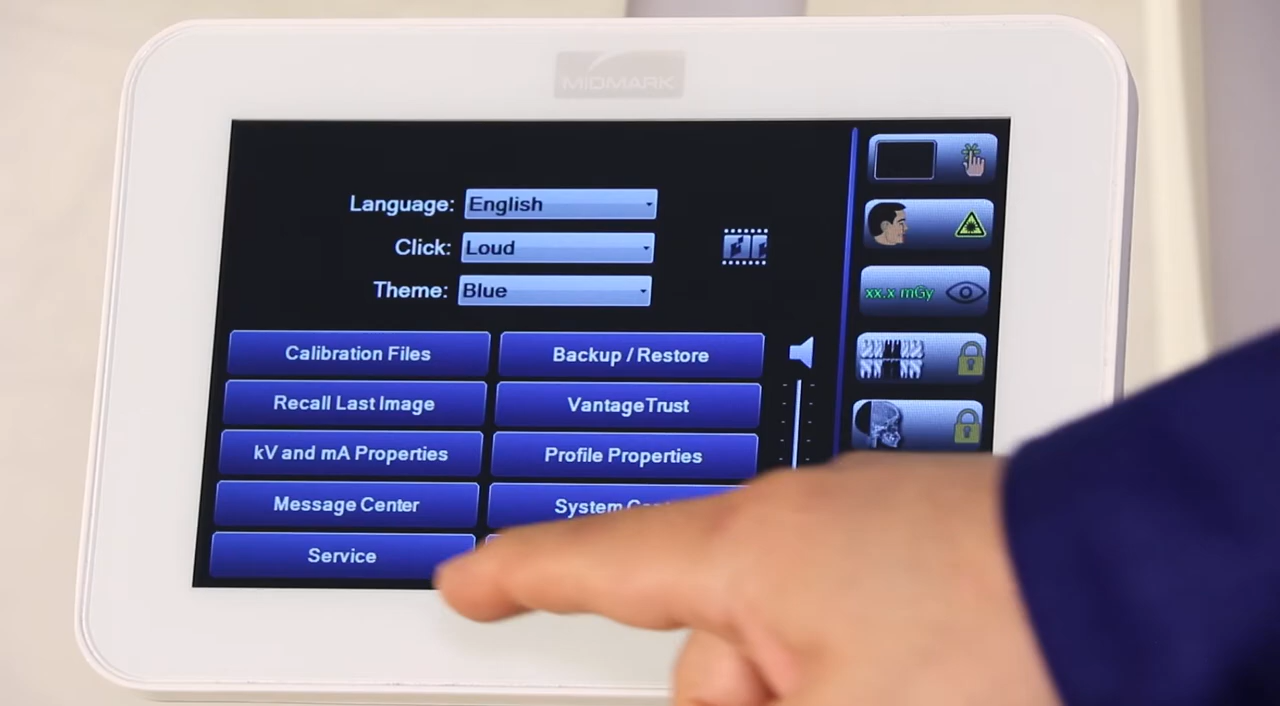 MIDMARK
Language: English
Click: Loud
Theme: Blue
xx.x mGy
Calibration Files
Backup / Restore
Recall Last Image
VantageTrust
kV and mA Properties
Profile Properties
Message Center
System
Service